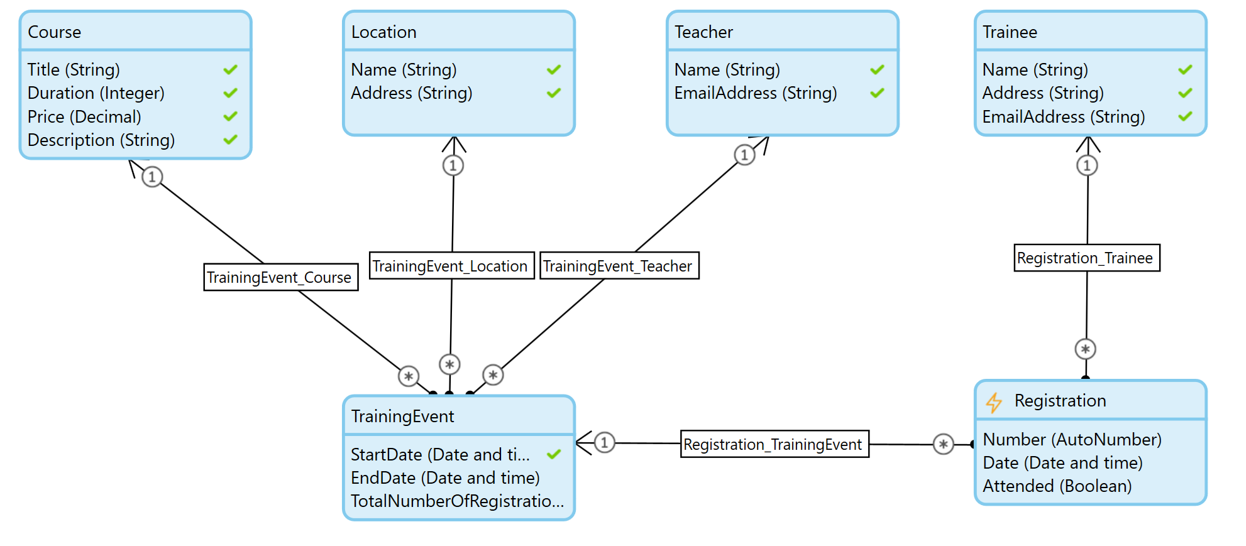 Course
Title (String)
Duration (Integer)
Price (Decimal)
Description (String)
Location
Name (String)
Address (String)
Teacher
Name (String)
EmailAddress (String)
Trainee
Name (String)
Address (String)
EmailAddress (String)
1
1
1
1
TrainingEvent_Course
TrainingEvent_Location
TrainingEvent_Teacher
Registration_Trainee
*
*
*
*
TrainingEvent
StartDate (Date and ti...
EndDate (Date and time)
TotalNumberOfRegistratio...
1
Registration_TrainingEvent
*
Registration
Number (AutoNumber)
Date (Date and time)
Attended (Boolean)